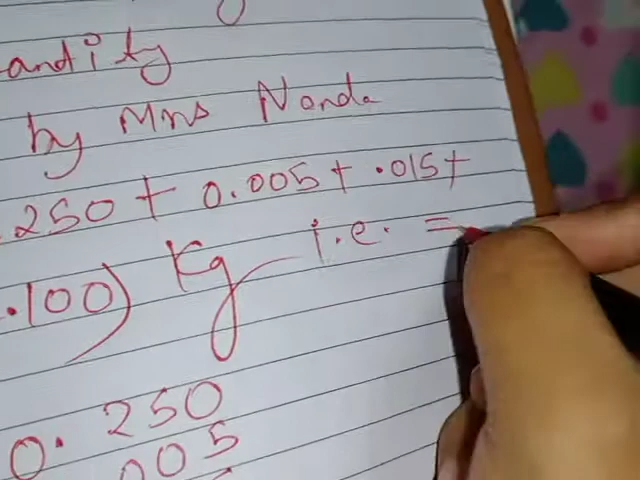 antity
by Mrs Nanda
.250 + 0.005 + .015 +
.100) Kg i.e. =
0.250
005